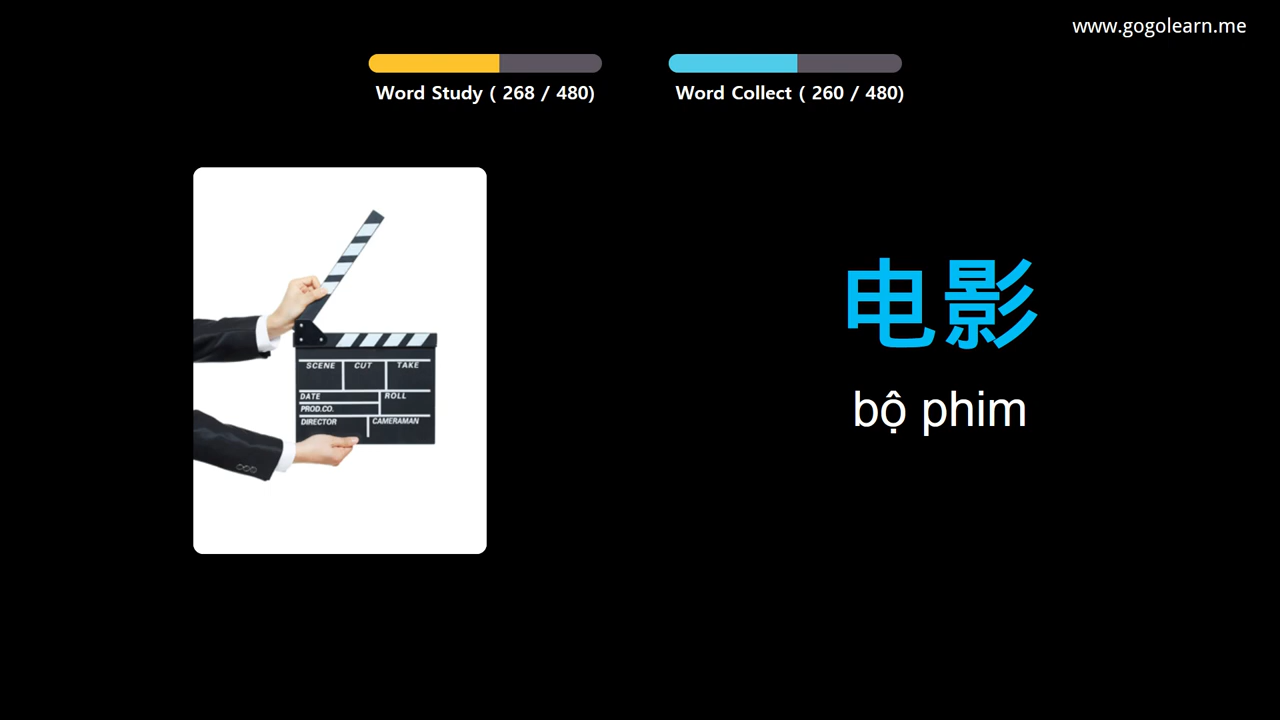 www.gogolearn.me
Word Study ( 268 / 480)
Word Collect ( 260 / 480)
电影
bộ phim
SCENE CUT TAKE
DATE ROLL
PROD.CO.
DIRECTOR CAMERAMAN